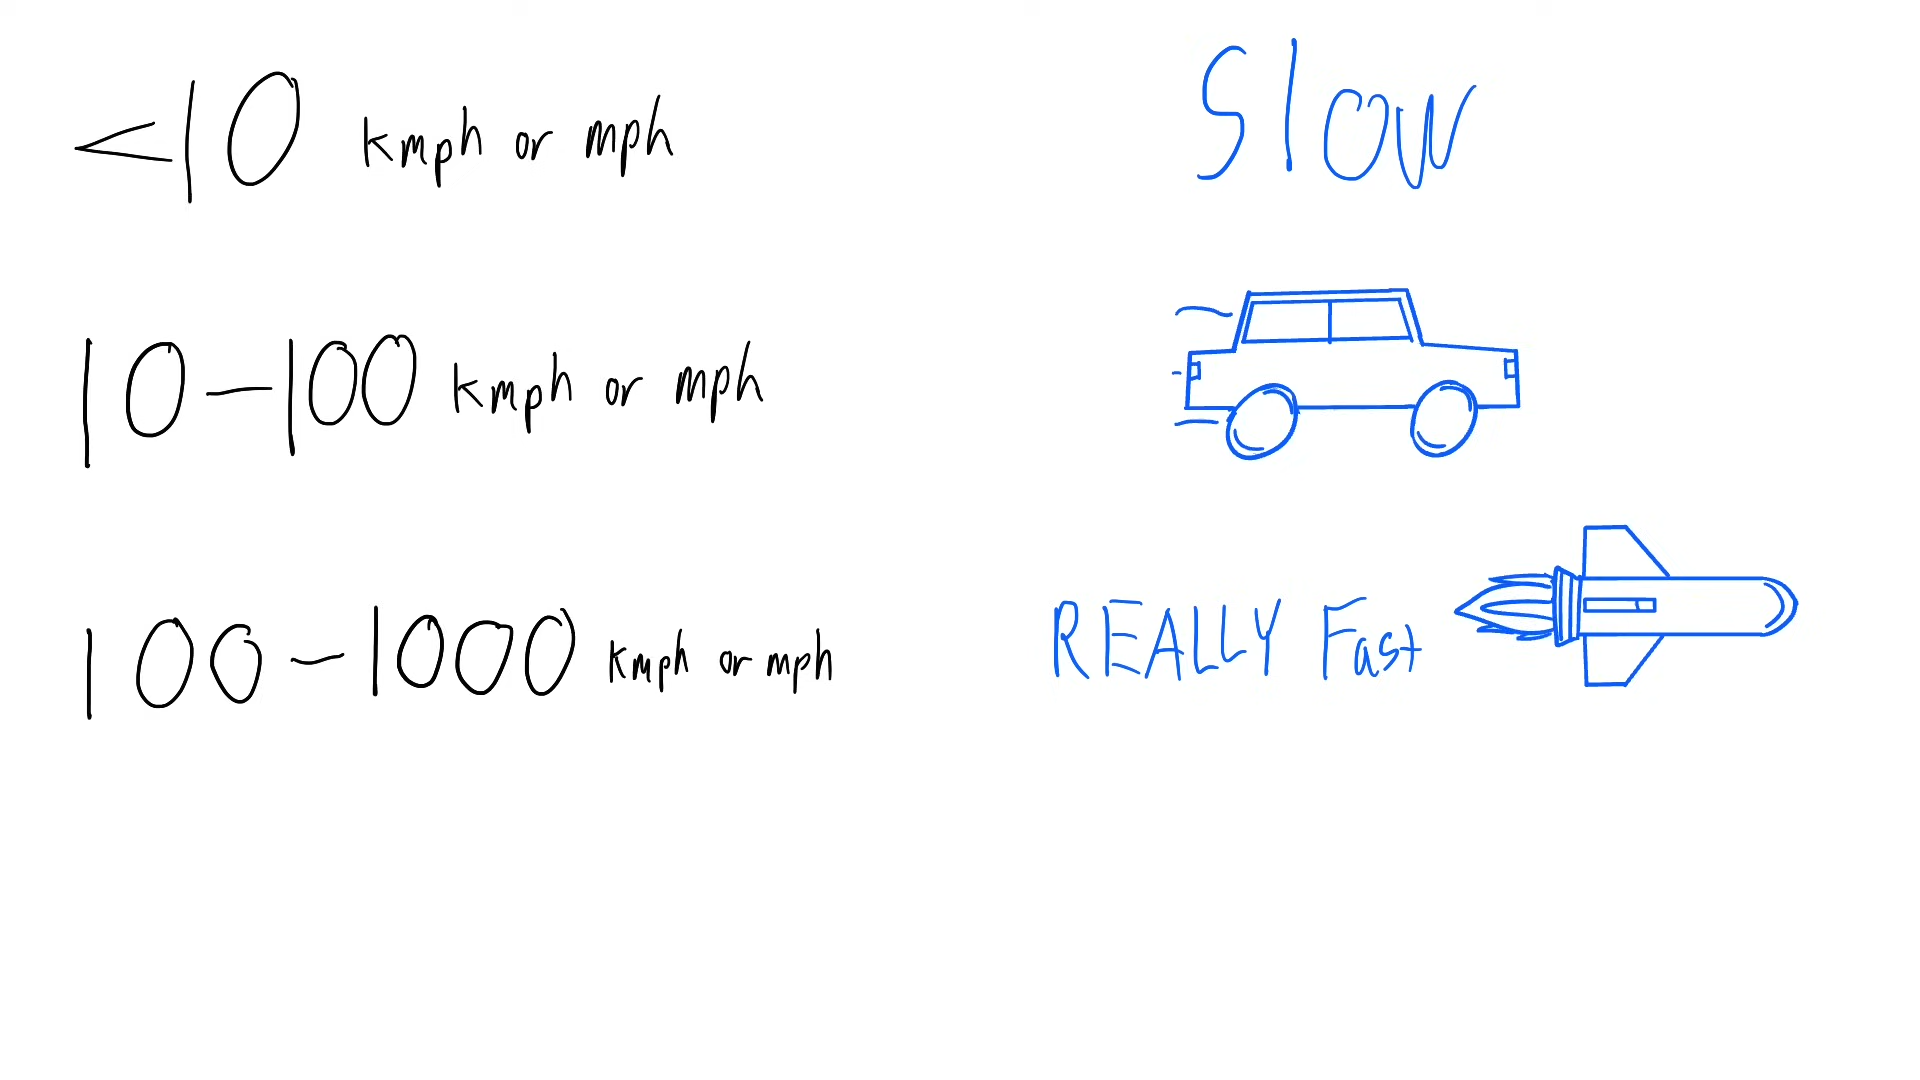 <10 kmph or mph
Slow
10-100 kmph or mph
100-1000 kmph or mph
REALLY Fast